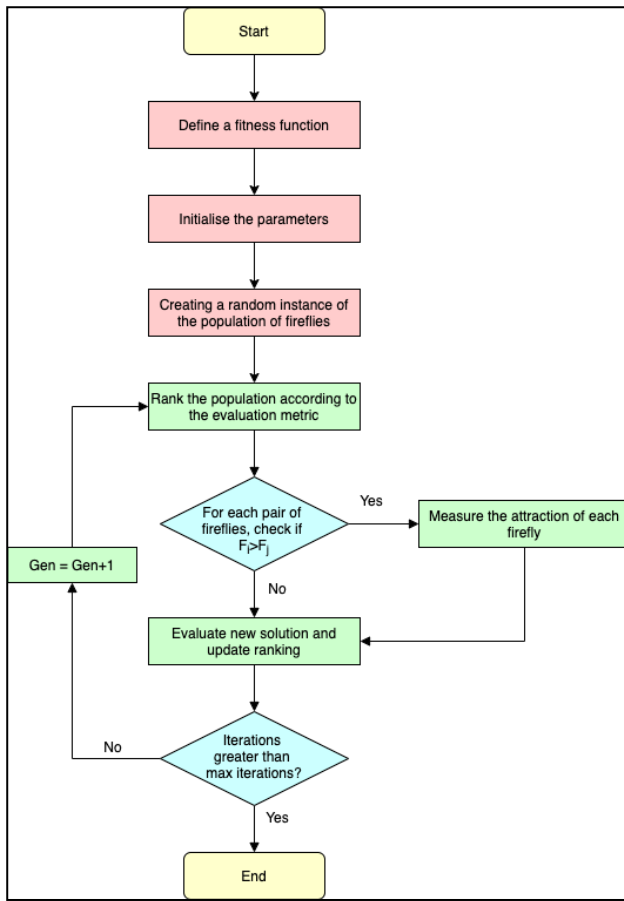 Start
Define a fitness function
Initialise the parameters
Creating a random instance of
the population of fireflies
Rank the population according to
the evaluation metric
For each pair of
fireflies, check if
Fi>Fj
Yes
Measure the attraction of each
firefly
Gen = Gen+1
No
Evaluate new solution and
update ranking
Iterations
greater than
max iterations?
No
Yes
End